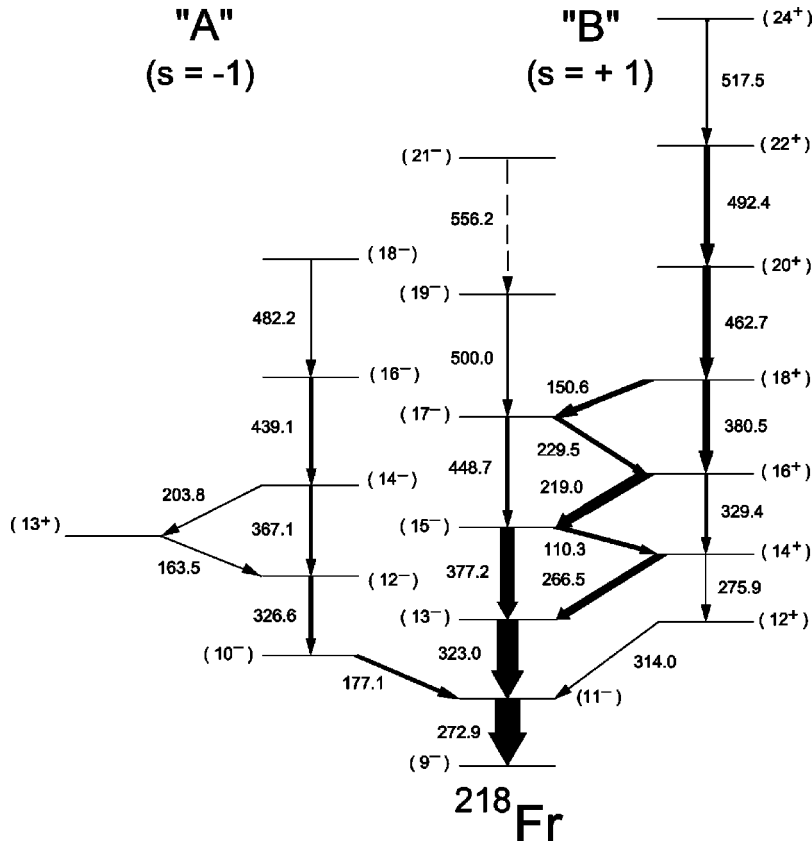 "A" "B" (24⁺)
(s = -1) (s = + 1)
517.5
(22⁺)
(21⁻)
492.4
556.2
(18⁻) (20⁺)
(19⁻)
482.2 500.0 462.7
(16⁻) 150.6 (18⁺)
(17⁻)
439.1 229.5 380.5
448.7 219.0 (16⁺)
(14⁻)
203.8 (15⁻) 329.4
(13⁺) 367.1 110.3 (14⁺)
163.5 377.2 266.5 275.9
(12⁻)
326.6 (13⁻) (12⁺)
(10⁻) 323.0 314.0
177.1 (11⁻)
272.9
(9⁻)
²¹⁸Fr